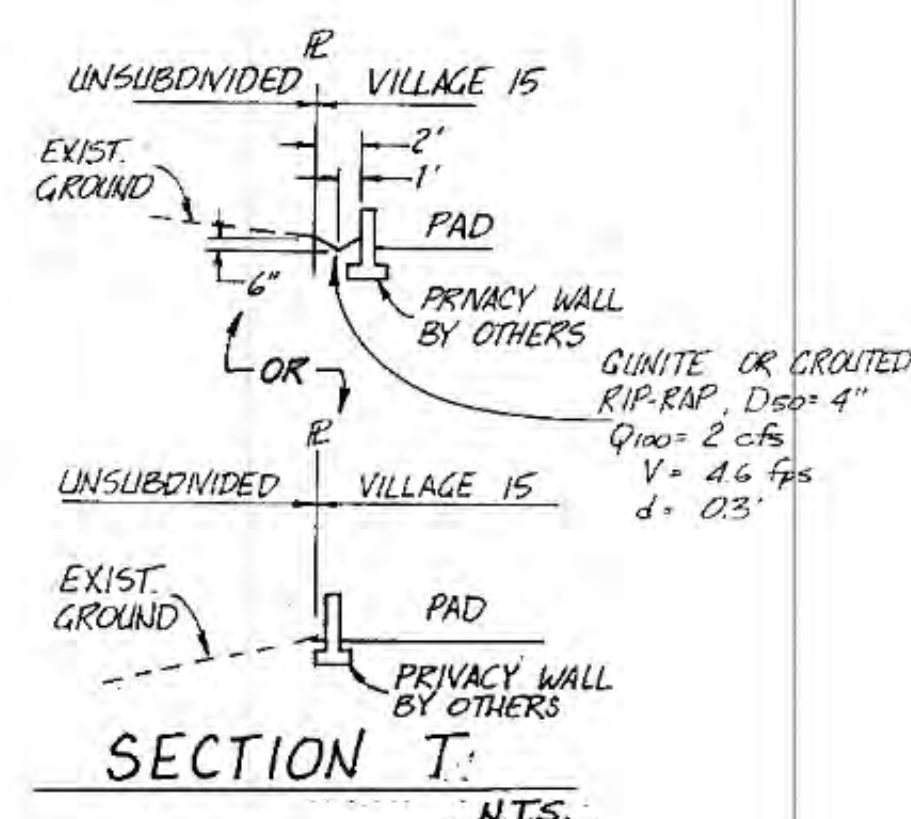 PL
UNSUBDIVIDED VILLAGE 15
2'
EXIST.
GROUND
1'
PAD
6"
PRIVACY WALL
BY OTHERS
OR
GUNITE OR GROUTED
RIP-RAP, D50= 4"
Q100= 2 cfs
V= 4.6 fps
d= 0.3'
PL
UNSUBDIVIDED VILLAGE 15
EXIST.
GROUND
PAD
PRIVACY WALL
BY OTHERS
SECTION T
N.T.S.